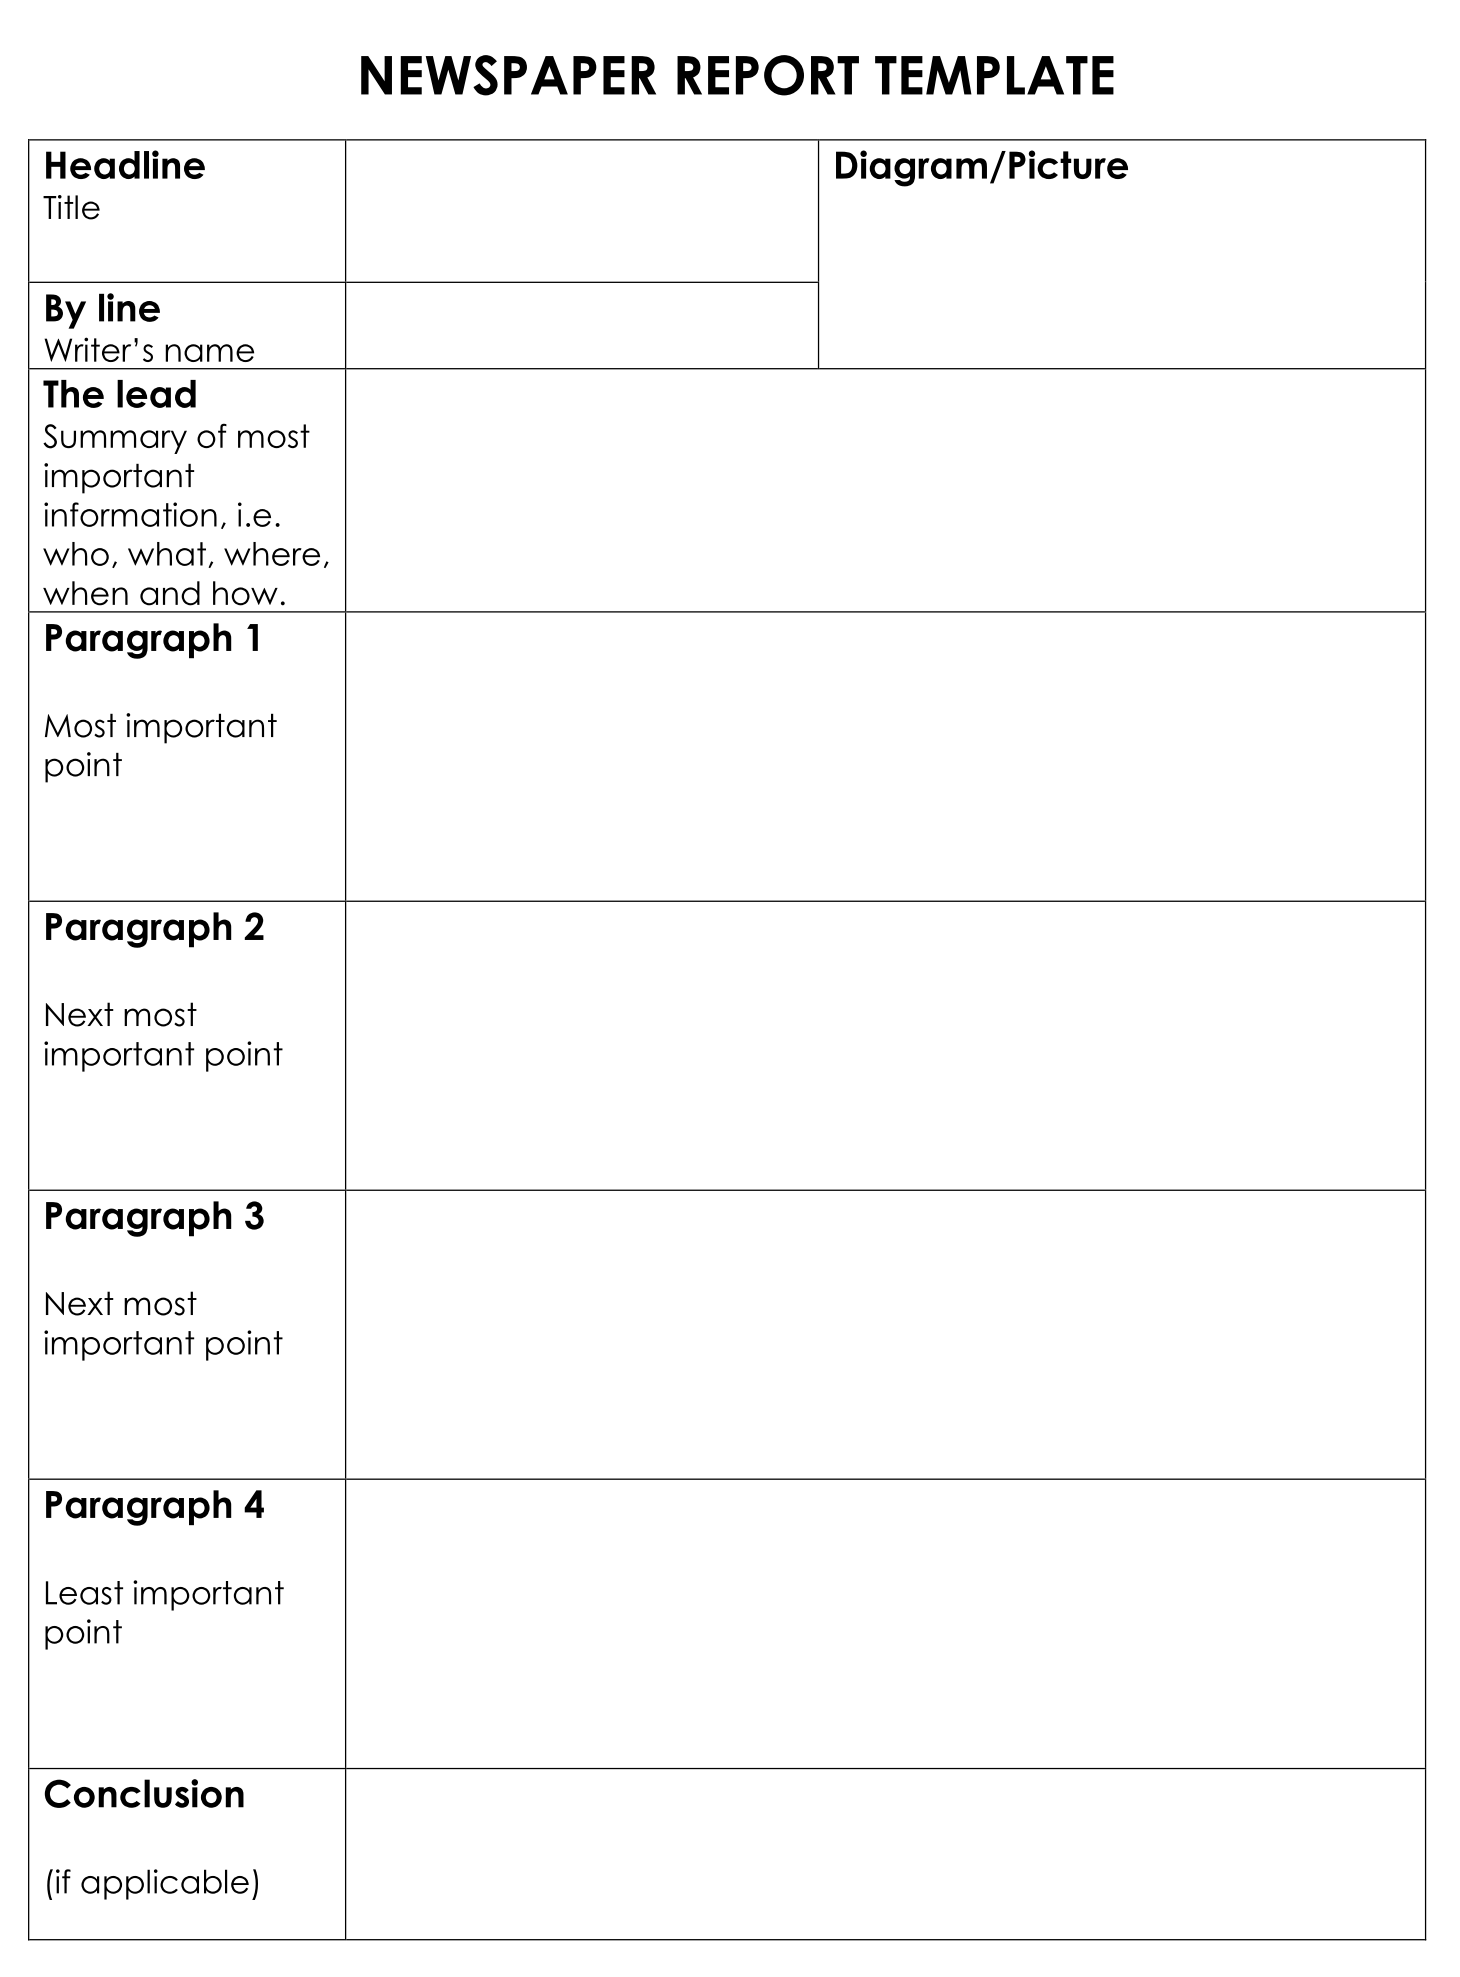 NEWSPAPER REPORT TEMPLATE
Headline
Title
Diagram/Picture
By line
Writer’s name
The lead
Summary of most
important
information, i.e.
who, what, where,
when and how.
Paragraph 1
Most important
point
Paragraph 2
Next most
important point
Paragraph 3
Next most
important point
Paragraph 4
Least important
point
Conclusion
(if applicable)